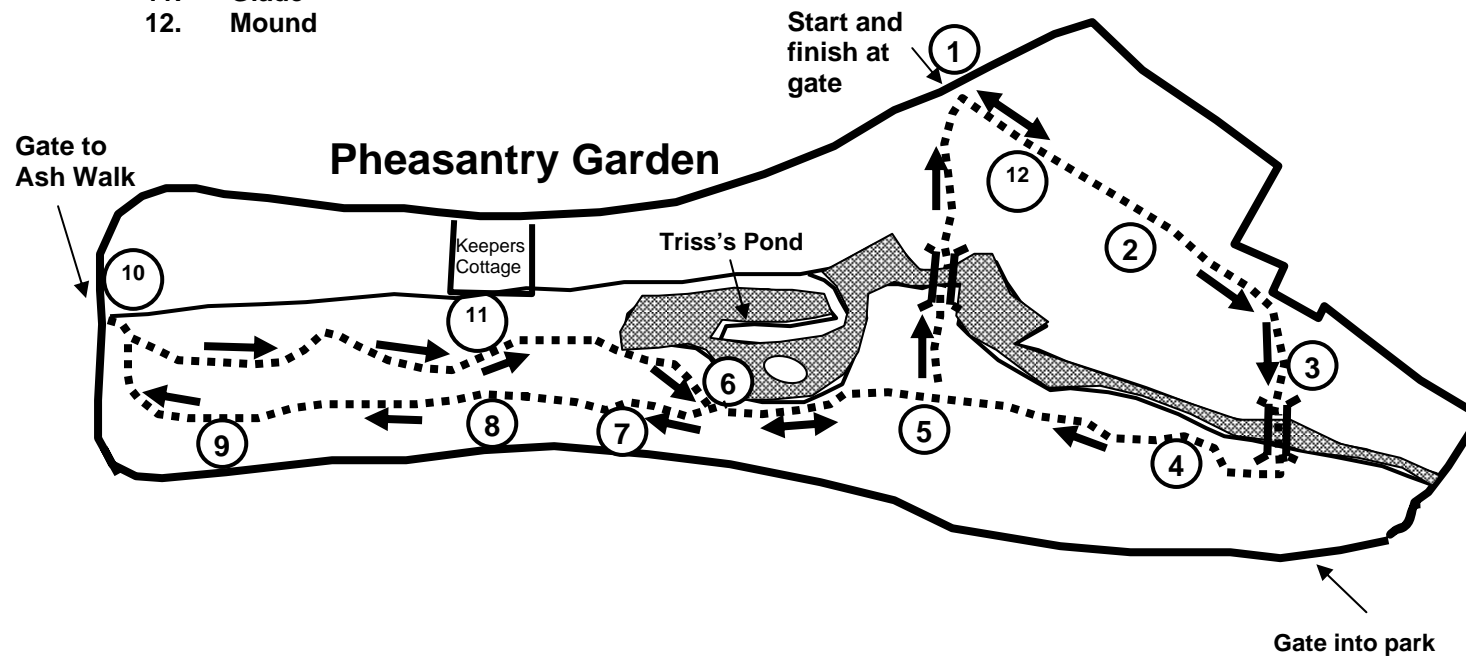 12. Mound
Start and
finish at
gate
1
Gate to
Ash Walk
Pheasantry Garden
12
2
Keepers
Cottage
Triss's Pond
10
11
3
6
9
8
7
5
4
Gate into park